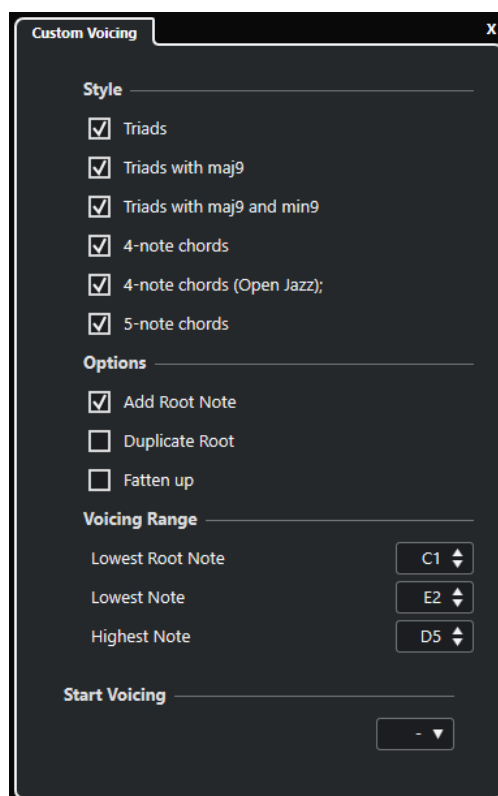 Custom Voicing X
Style
Triads
Triads with maj9
Triads with maj9 and min9
4-note chords
4-note chords (Open Jazz);
5-note chords
Options
Add Root Note
Duplicate Root
Fatten up
Voicing Range
Lowest Root Note C1
Lowest Note E2
Highest Note D5
Start Voicing
-